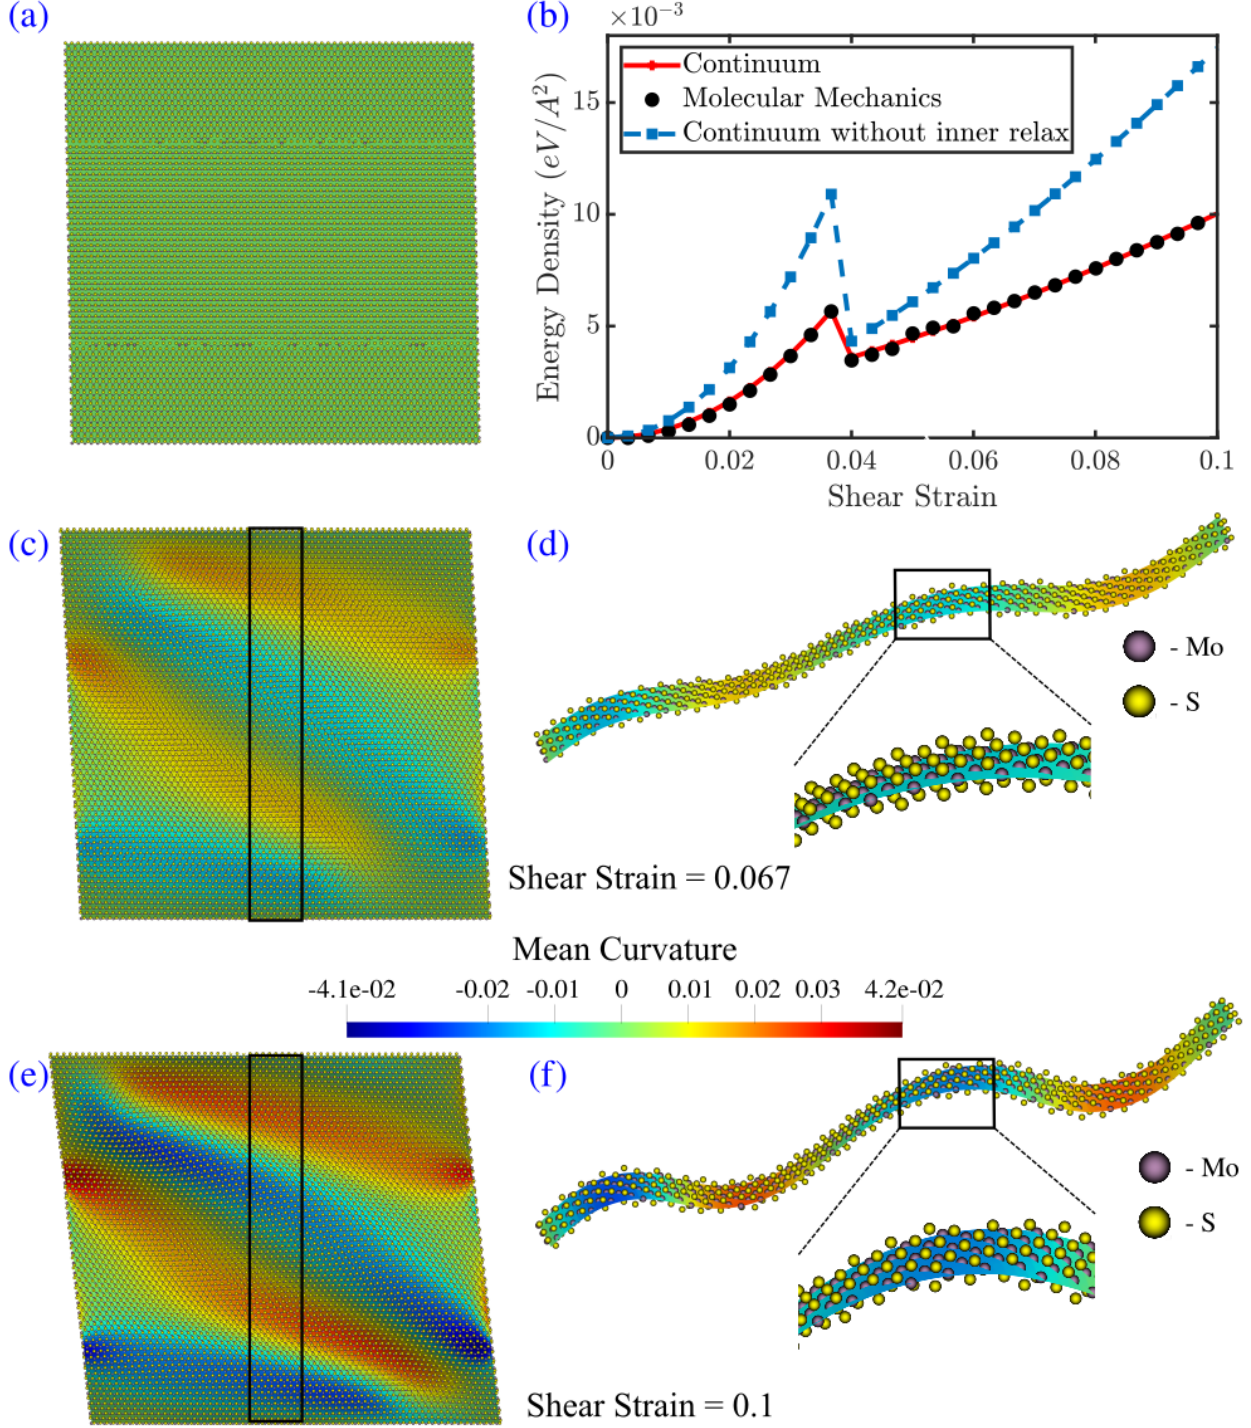 (a)
(b)
×10⁻³
Energy Density (eV/A²)
15
10
5
0
Continuum
Molecular Mechanics
Continuum without inner relax
0 0.02 0.04 0.06 0.08 0.1
Shear Strain
(c)
(d)
- Mo
- S
Shear Strain = 0.067
Mean Curvature
-4.1e-02 -0.02 -0.01 0 0.01 0.02 0.03 4.2e-02
(e)
(f)
- Mo
- S
Shear Strain = 0.1